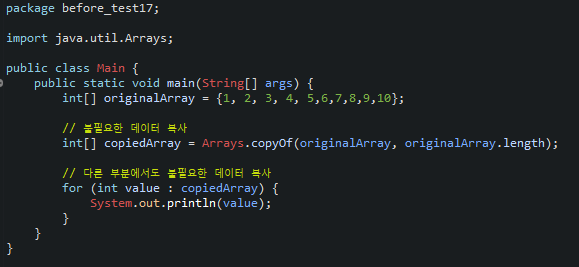 package before_test17;
import java.util.Arrays;
public class Main {
public static void main(String[] args) {
int[] originalArray = {1, 2, 3, 4, 5,6,7,8,9,10};
// 불필요한 데이터 복사
int[] copiedArray = Arrays.copyOf(originalArray, originalArray.length);
// 다른 부분에서도 불필요한 데이터 복사
for (int value : copiedArray) {
System.out.println(value);
}
}
}